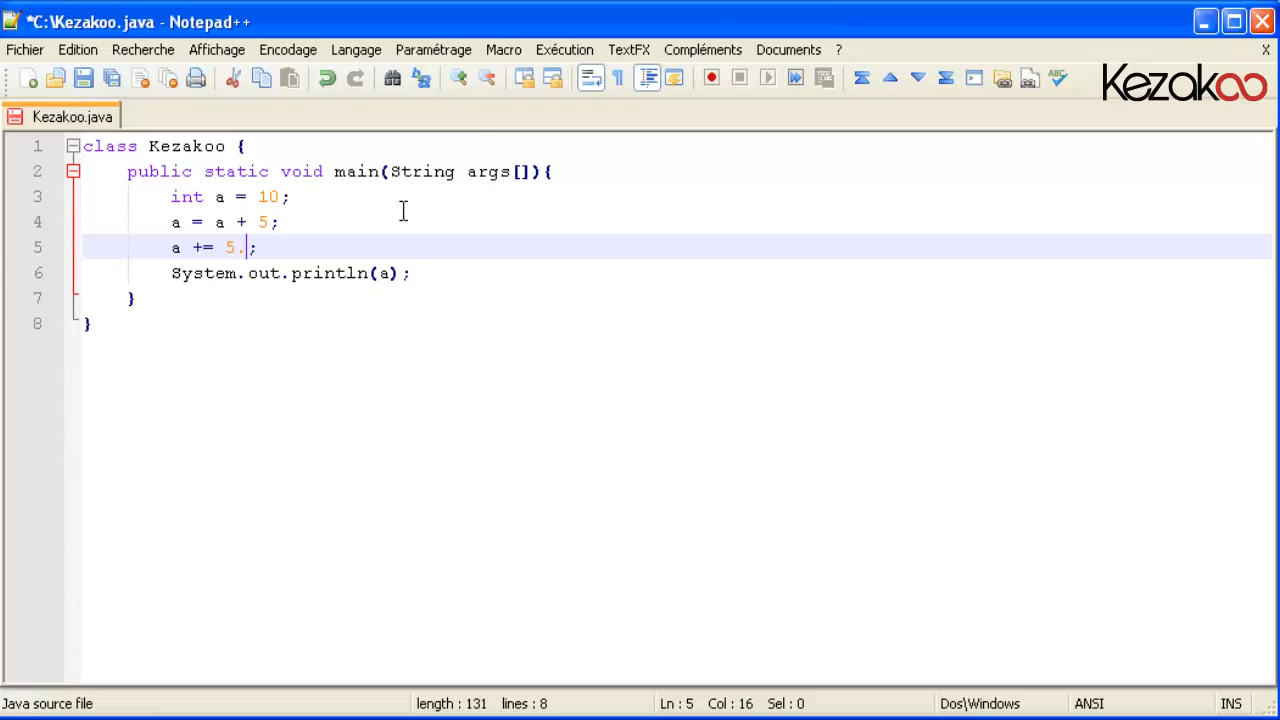 *C:\Kezakoo.java - Notepad++
Fichier Edition Recherche Affichage Encodage Langage Paramétrage Macro Exécution TextFX Compléments Documents ? X
ABC
Kezakoo
Kezakoo.java
1 class Kezakoo {
2 public static void main(String args[]){
3 int a = 10;
4 a = a + 5;
5 a += 5.;
6 System.out.println(a);
7 }
8 }
Java source file length : 131 lines : 8 Ln : 5 Col : 16 Sel : 0 Dos\Windows ANSI INS